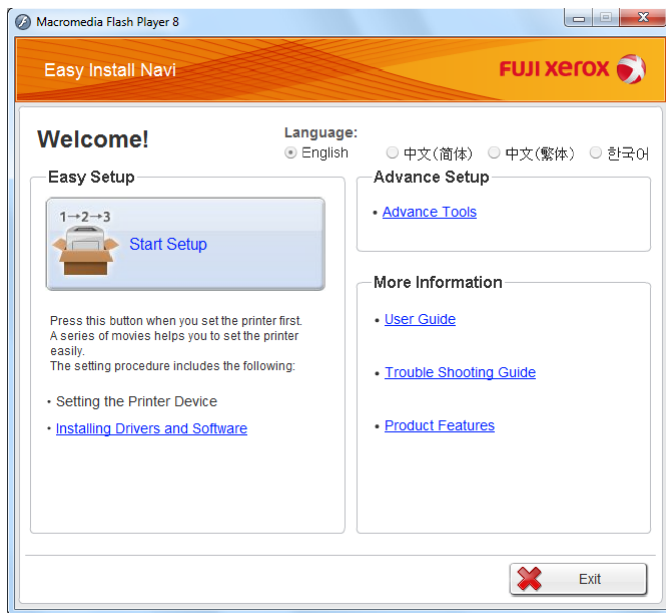 Macromedia Flash Player 8
Easy Install Navi
FUJI xerox
Welcome!
Language:
English
中文(简体)
中文(繁体)
한국어
Easy Setup
1→2→3
Start Setup
Press this button when you set the printer first.
A series of movies helps you to set the printer
easily.
The setting procedure includes the following:
• Setting the Printer Device
• Installing Drivers and Software
Advance Setup
• Advance Tools
More Information
• User Guide
• Trouble Shooting Guide
• Product Features
Exit